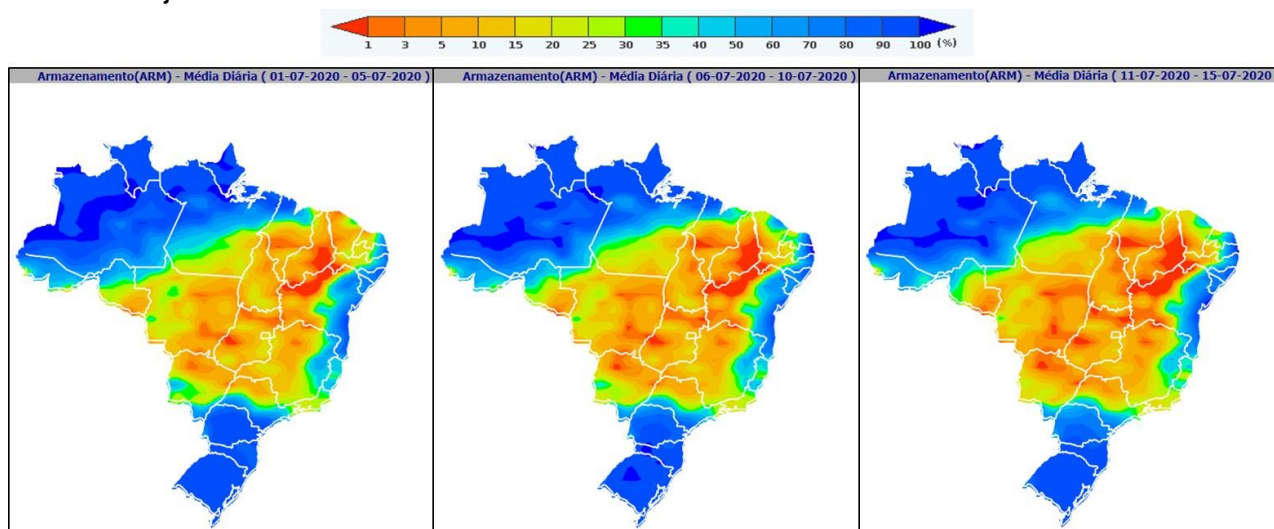 1 3 5 10 15 20 25 30 35 40 50 60 70 80 90 100 (%)
Armazenamento(ARM) - Média Diária ( 01-07-2020 - 05-07-2020 )
Armazenamento(ARM) - Média Diária ( 06-07-2020 - 10-07-2020 )
Armazenamento(ARM) - Média Diária ( 11-07-2020 - 15-07-2020